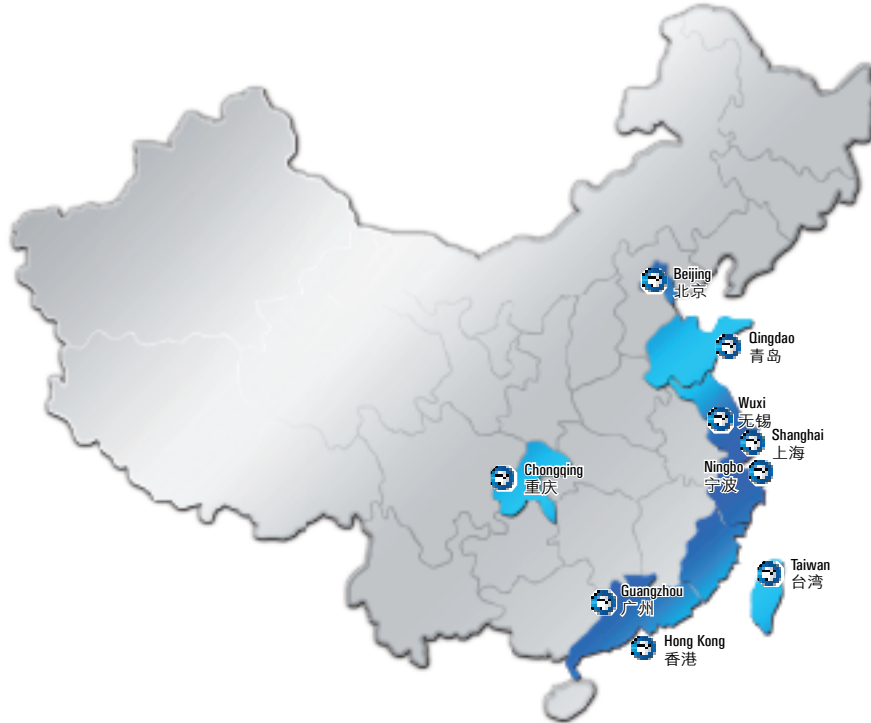 Beijing
北京
Qingdao
青岛
Wuxi
无锡
Shanghai
上海
Ningbo
宁波
Chongqing
重庆
Taiwan
台湾
Guangzhou
广州
Hong Kong
香港